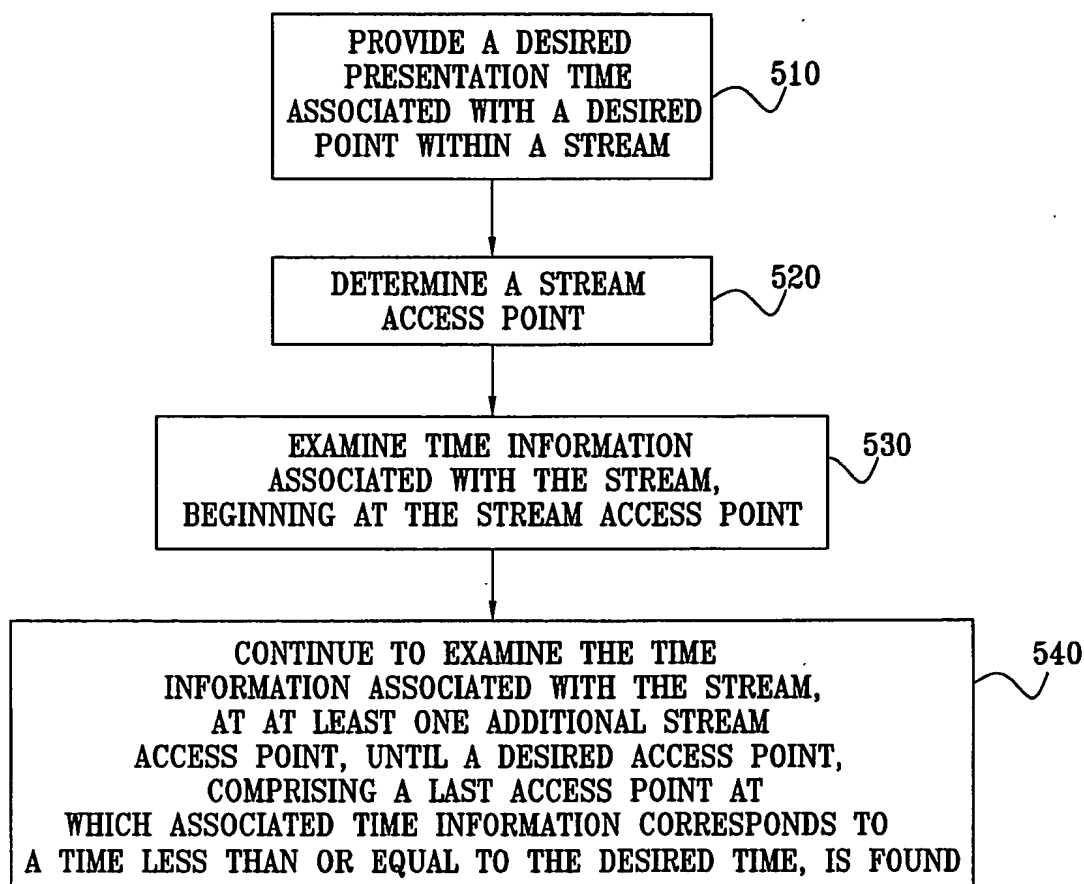 PROVIDE A DESIRED
PRESENTATION TIME
ASSOCIATED WITH A DESIRED
POINT WITHIN A STREAM
510
DETERMINE A STREAM
ACCESS POINT
520
EXAMINE TIME INFORMATION
ASSOCIATED WITH THE STREAM,
BEGINNING AT THE STREAM ACCESS POINT
530
CONTINUE TO EXAMINE THE TIME
INFORMATION ASSOCIATED WITH THE STREAM,
AT AT LEAST ONE ADDITIONAL STREAM
ACCESS POINT, UNTIL A DESIRED ACCESS POINT,
COMPRISING A LAST ACCESS POINT AT
WHICH ASSOCIATED TIME INFORMATION CORRESPONDS TO
A TIME LESS THAN OR EQUAL TO THE DESIRED TIME, IS FOUND
540